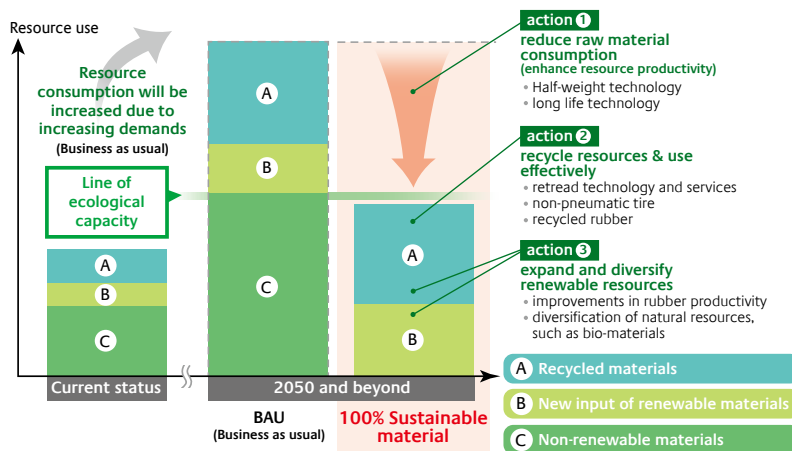 Resource use
Resource
consumption will be
increased due to
increasing demands
(Business as usual)
Line of
ecological
capacity
A
B
C
A
B
C
A
B
Current status
2050 and beyond
BAU
(Business as usual)
100% Sustainable
material
action 1
reduce raw material
consumption
(enhance resource productivity)
• Half-weight technology
• long life technology
action 2
recycle resources & use
effectively
• retread technology and services
• non-pneumatic tire
• recycled rubber
action 3
expand and diversify
renewable resources
• improvements in rubber productivity
• diversification of natural resources,
such as bio-materials
A Recycled materials
B New input of renewable materials
C Non-renewable materials